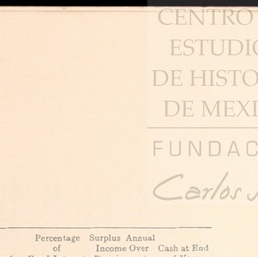 CENTRO
ESTUDIO
DE HISTO
DE MEXI
FUNDAC
Carlos
Percentage Surplus Annual
of Income Over Cash at End